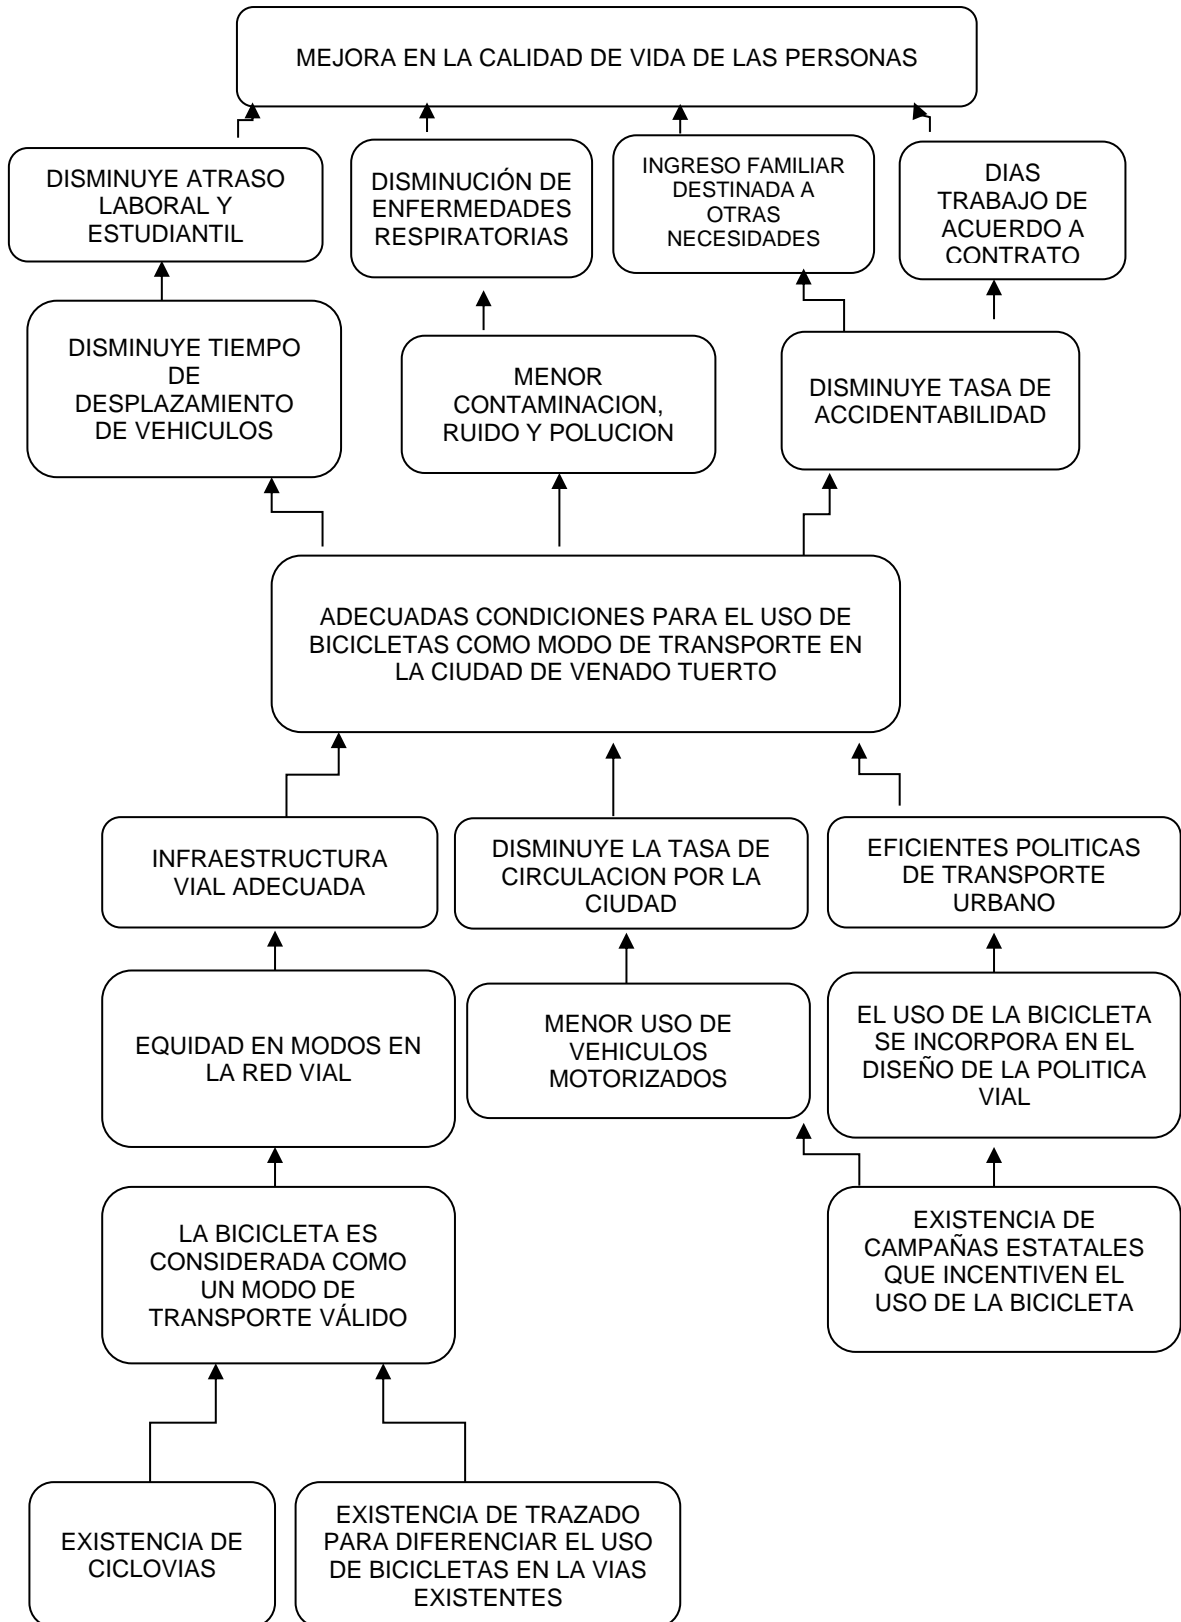 MEJORA EN LA CALIDAD DE VIDA DE LAS PERSONAS
DISMINUYE ATRASO
LABORAL Y
ESTUDIANTIL
DISMINUCIÓN DE
ENFERMEDADES
RESPIRATORIAS
INGRESO FAMILIAR
DESTINADA A
OTRAS
NECESIDADES
DIAS
TRABAJO DE
ACUERDO A
CONTRATO
DISMINUYE TIEMPO
DE
DESPLAZAMIENTO
DE VEHICULOS
MENOR
CONTAMINACION,
RUIDO Y POLUCION
DISMINUYE TASA DE
ACCIDENTABILIDAD
ADECUADAS CONDICIONES PARA EL USO DE
BICICLETAS COMO MODO DE TRANSPORTE EN
LA CIUDAD DE VENADO TUERTO
INFRAESTRUCTURA
VIAL ADECUADA
DISMINUYE LA TASA DE
CIRCULACION POR LA
CIUDAD
EFICIENTES POLITICAS
DE TRANSPORTE
URBANO
EQUIDAD EN MODOS EN
LA RED VIAL
MENOR USO DE
VEHICULOS
MOTORIZADOS
EL USO DE LA BICICLETA
SE INCORPORA EN EL
DISEÑO DE LA POLITICA
VIAL
LA BICICLETA ES
CONSIDERADA COMO
UN MODO DE
TRANSPORTE VÁLIDO
EXISTENCIA DE
CAMPAÑAS ESTATALES
QUE INCENTIVEN EL
USO DE LA BICICLETA
EXISTENCIA DE
CICLOVIAS
EXISTENCIA DE TRAZADO
PARA DIFERENCIAR EL USO
DE BICICLETAS EN LA VIAS
EXISTENTES